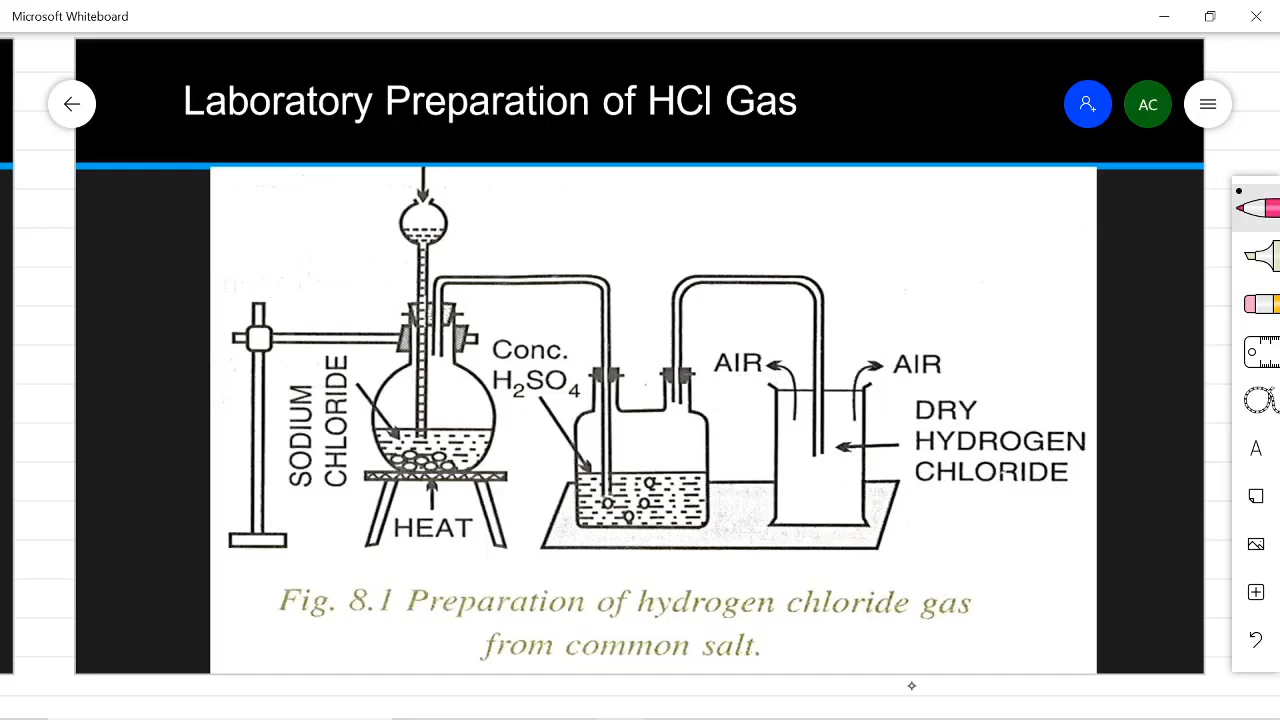 Microsoft Whiteboard
Laboratory Preparation of HCl Gas
AC
SODIUM
CHLORIDE
HEAT
Conc.
H₂SO₄
AIR
AIR
DRY
HYDROGEN
CHLORIDE
Fig. 8.1 Preparation of hydrogen chloride gas
from common salt.